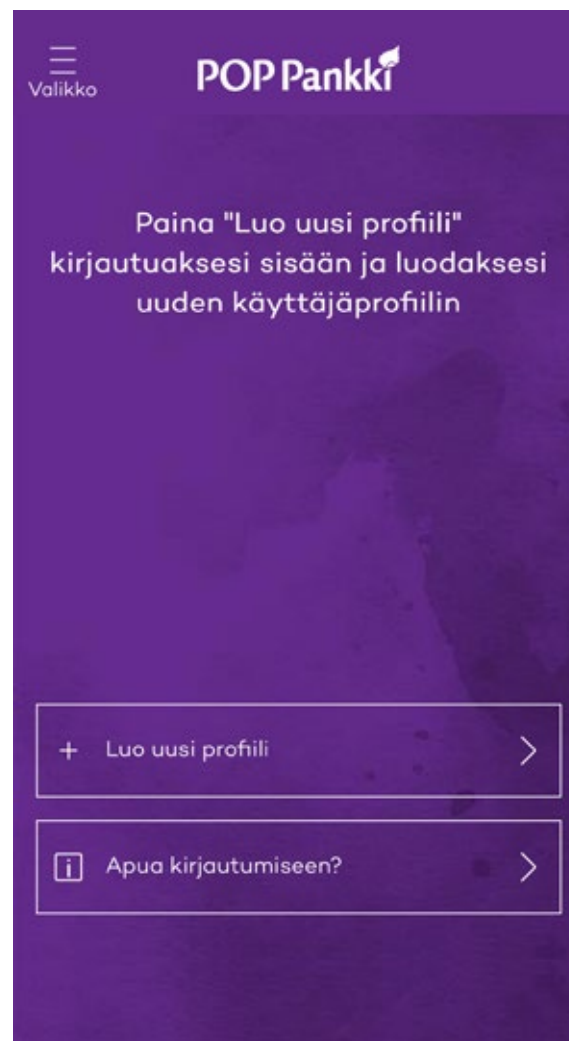 POP Pankki
Valikko
Paina "Luo uusi profiili"
kirjautuaksesi sisään ja luodaksesi
uuden käyttäjäprofiilin
+ Luo uusi profiili
i Apua kirjautumiseen?